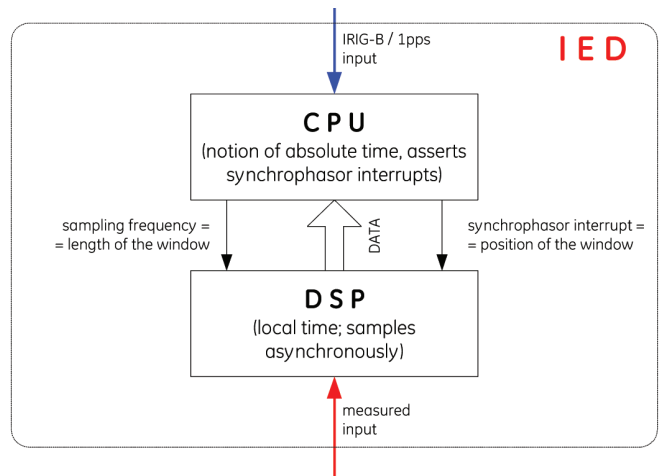 IRIG-B / 1pps
input
I E D
C P U
(notion of absolute time, asserts
synchrophasor interrupts)
sampling frequency =
= length of the window
DATA
synchrophasor interrupt =
= position of the window
D S P
(local time; samples
asynchronously)
measured
input